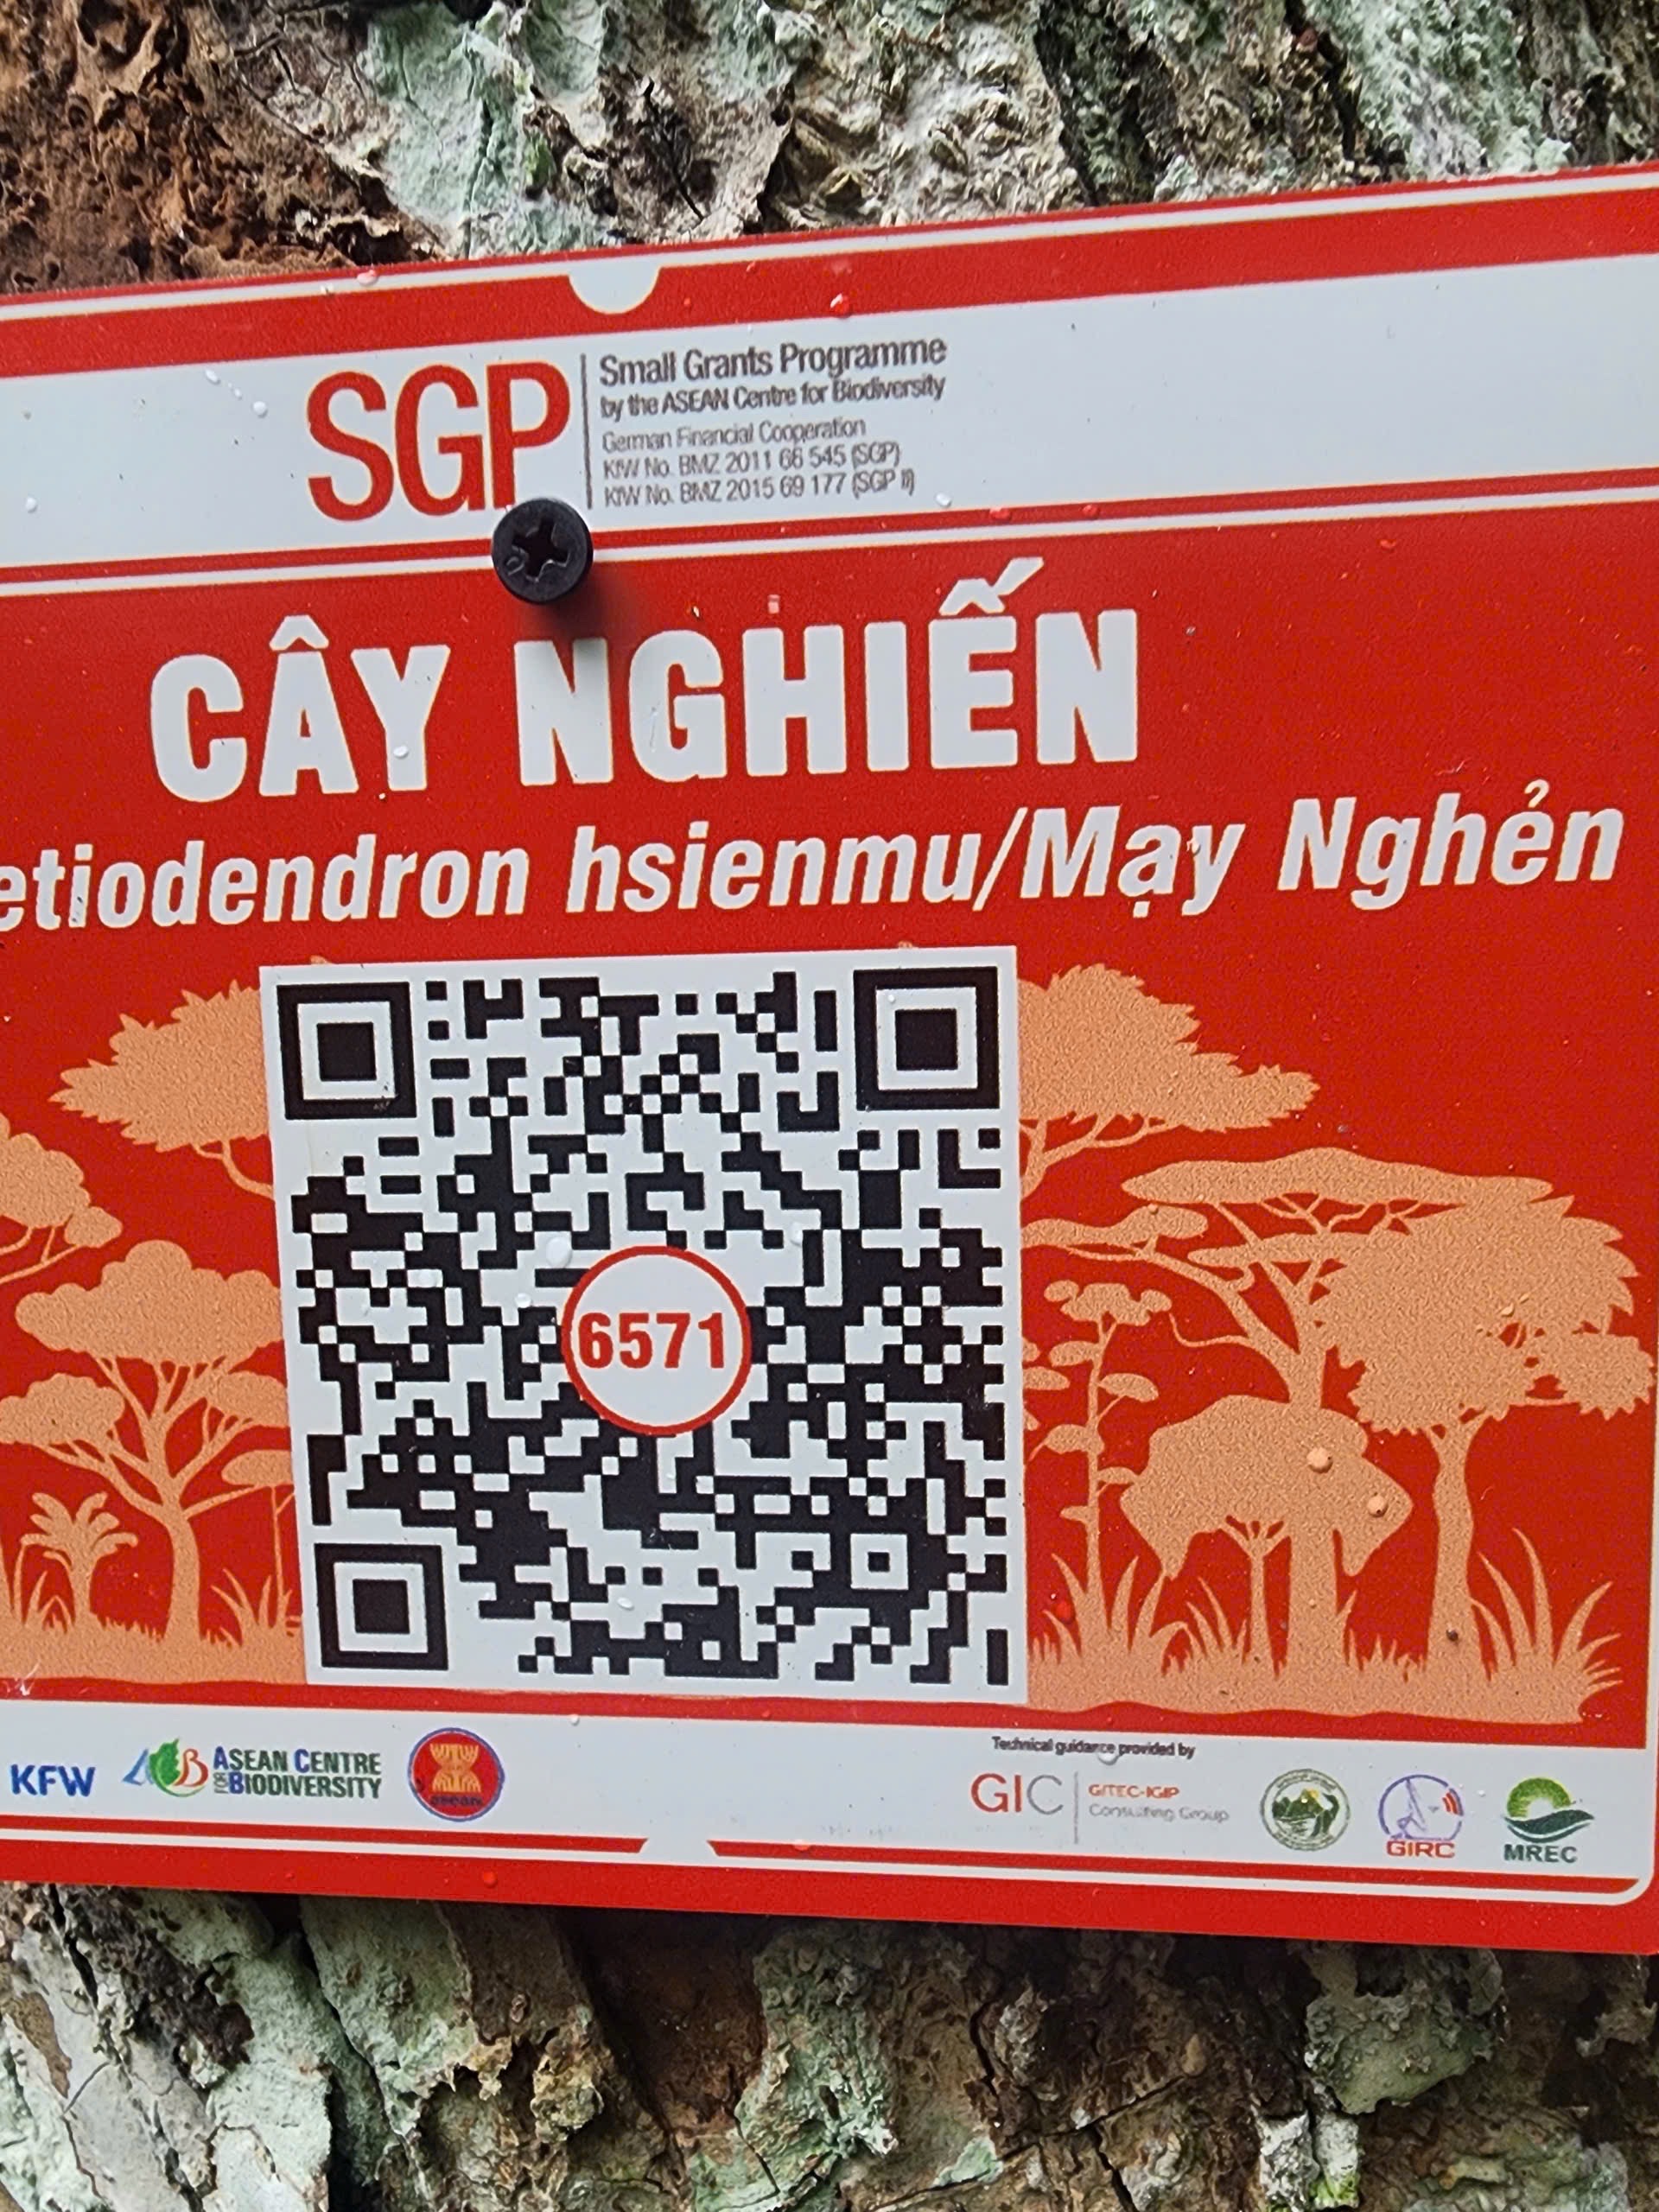 SGP
Small Grants Programme
by the ASEAN Centre for Biodiversity
German Financial Cooperation
KfW No. BMZ 2011 66 545 (SGP)
KfW No. BMZ 2015 69 177 (SGP II)
CÂY NGHIẾN
etiodendron hsienmu/Mạy Nghẻn
6571
KFW
ACB
ASEAN CENTRE
FOR BIODIVERSITY
asean
Technical guidance provided by
GIC
GITEC-IGIP
Consulting Group
GIRC
MREC